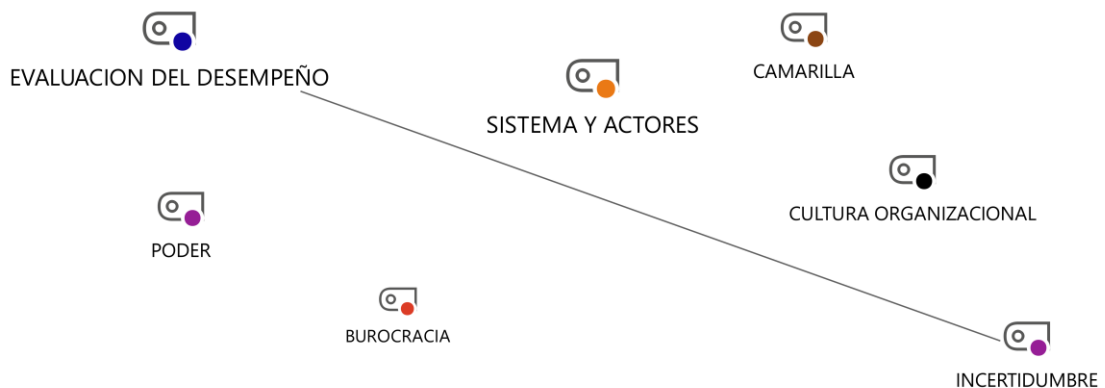 EVALUACION DEL DESEMPEÑO
CAMARILLA
SISTEMA Y ACTORES
CULTURA ORGANIZACIONAL
PODER
BUROCRACIA
INCERTIDUMBRE